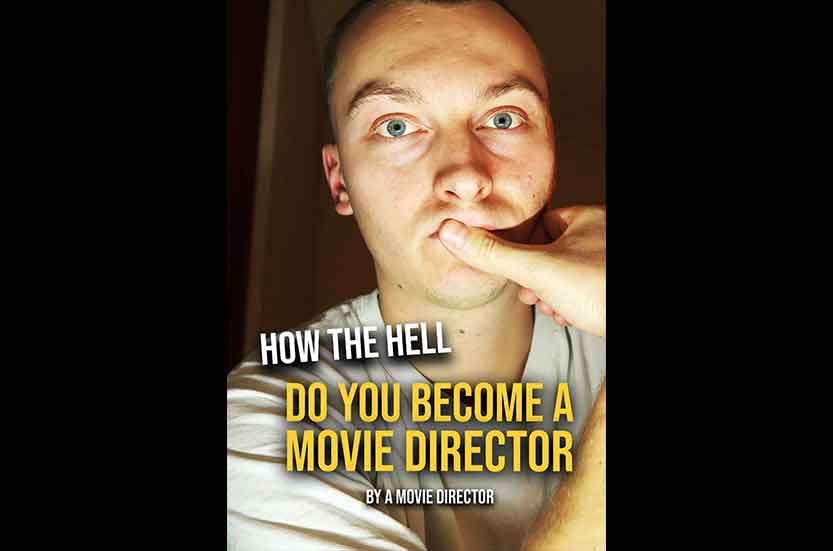 HOW THE HELL
DO YOU BECOME A
MOVIE DIRECTOR
BY A MOVIE DIRECTOR